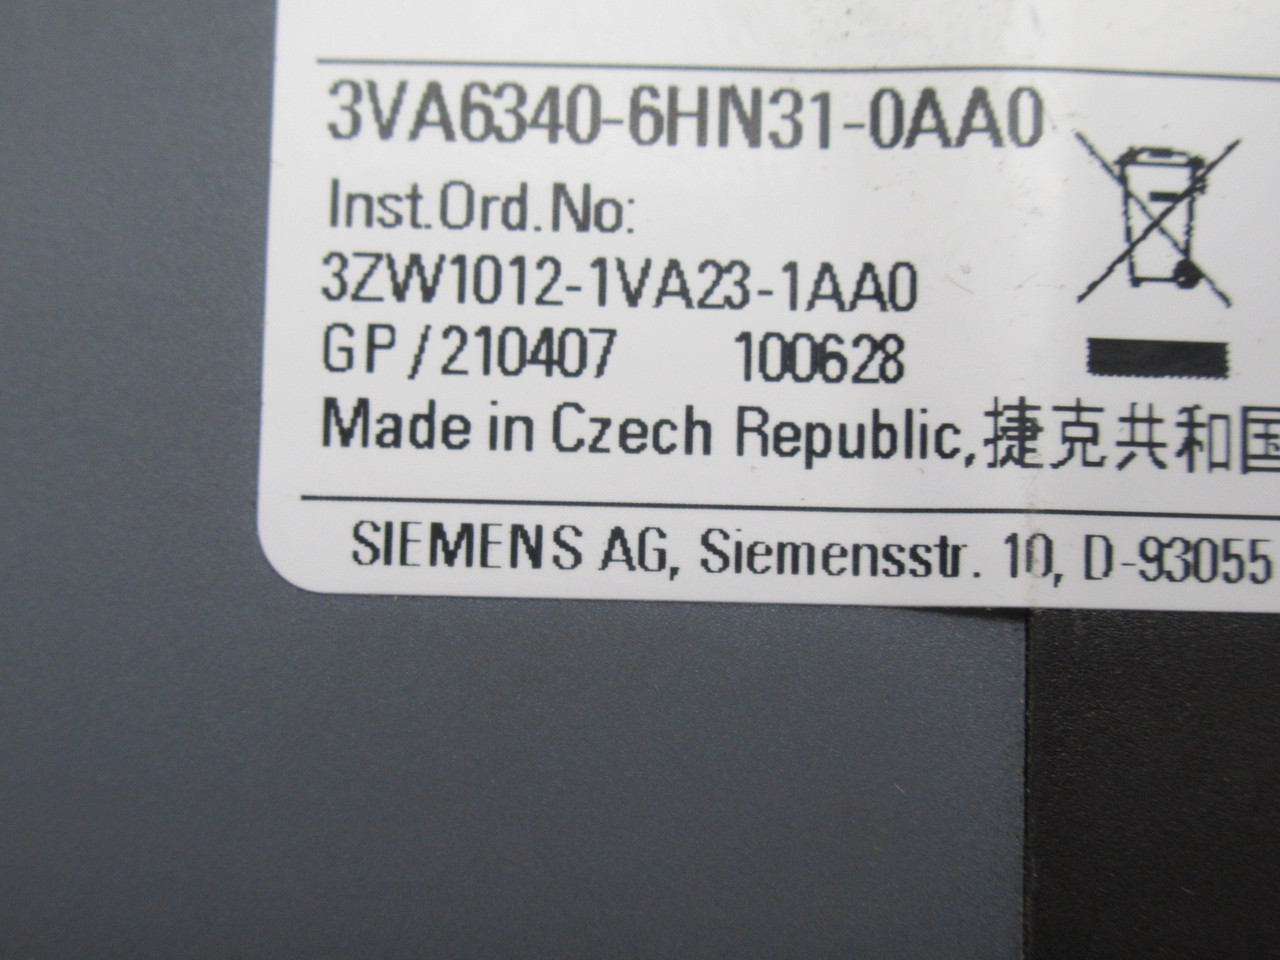 3VA6340-6HN31-0AA0
Inst.Ord.No:
3ZW1012-1VA23-1AA0
GP/210407 100628
Made in Czech Republic,捷克共和国
SIEMENS AG, Siemensstr. 10, D-93055